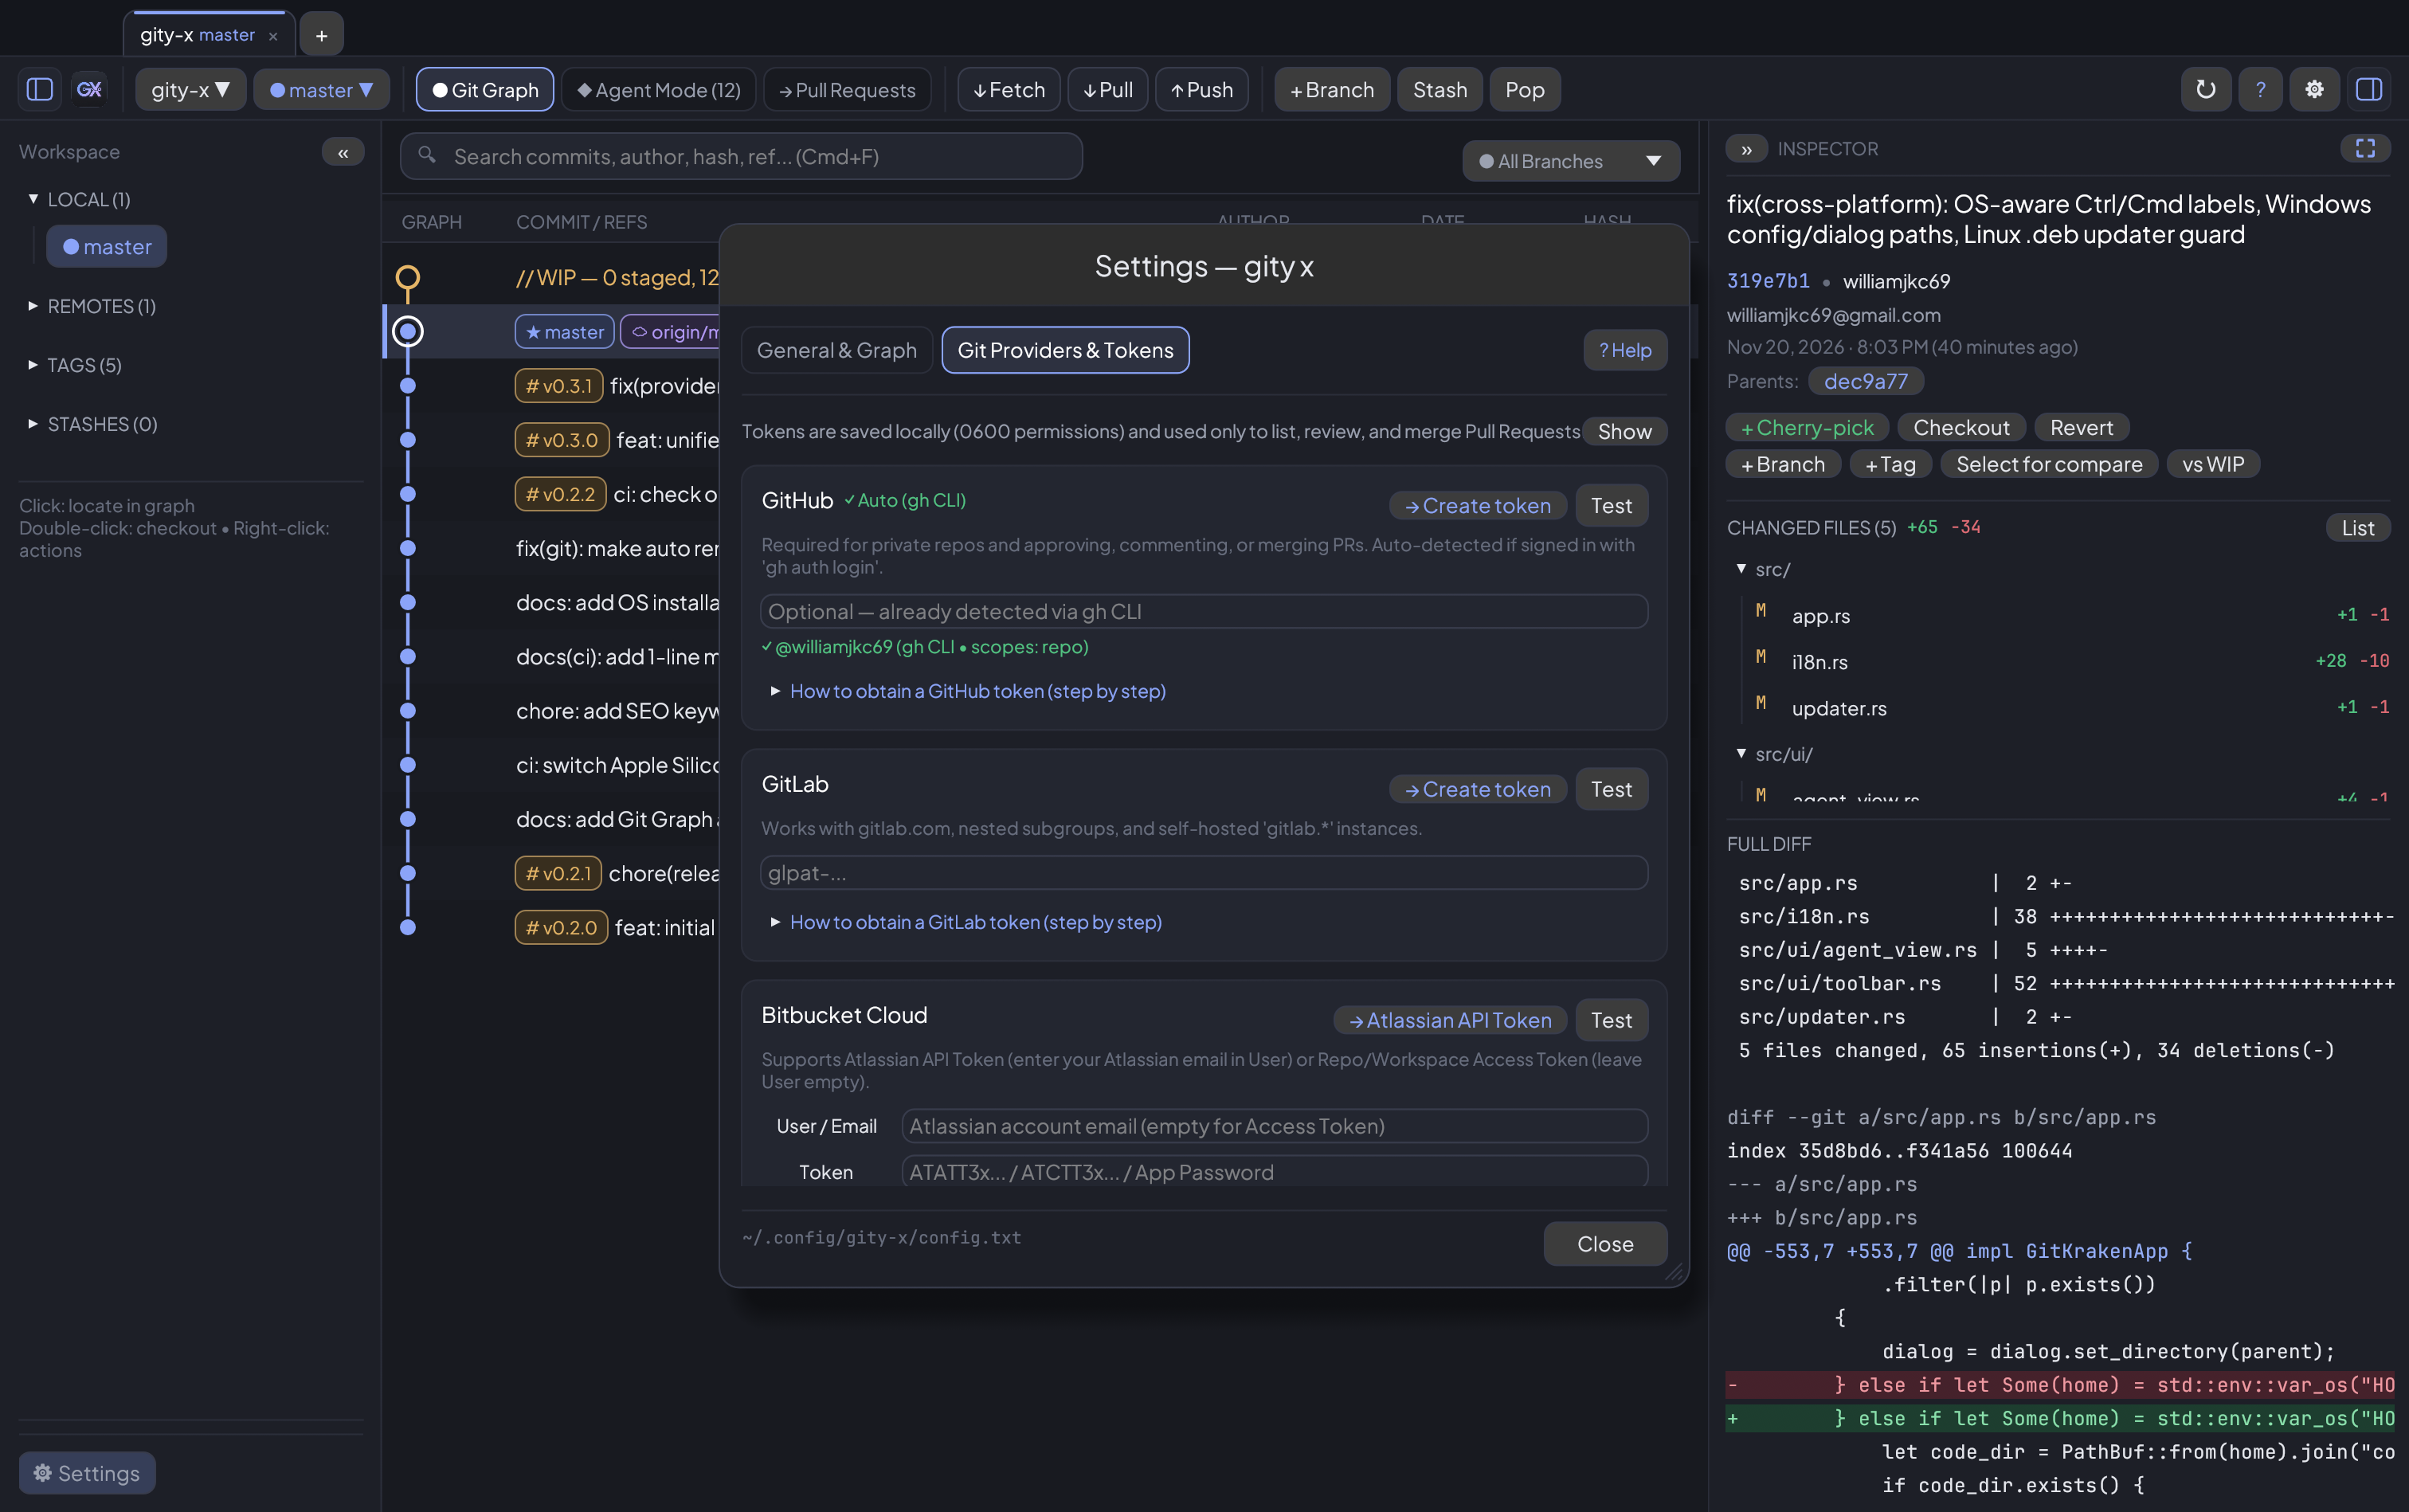 gity-x master ×
+
GX
gity-x ▼
● master ▼
● Git Graph
◆ Agent Mode (12)
→ Pull Requests
↓ Fetch
↓ Pull
↑ Push
+ Branch
Stash
Pop
↻
?
Workspace
«
▼ LOCAL (1)
● master
▶ REMOTES (1)
▶ TAGS (5)
▶ STASHES (0)
Click: locate in graph
Double-click: checkout • Right-click:
actions
⚙ Settings
Search commits, author, hash, ref... (Cmd+F)
● All Branches ▼
GRAPH COMMIT / REFS AUTHOR DATE HASH
// WIP — 0 staged, 12
★ master origin/m
# v0.3.1 fix(provider
# v0.3.0 feat: unifie
# v0.2.2 ci: check o
fix(git): make auto rer
docs: add OS installa
docs(ci): add 1-line m
chore: add SEO keyw
ci: switch Apple Silico
docs: add Git Graph a
# v0.2.1 chore(relea
# v0.2.0 feat: initial
Settings — gity x
General & Graph
Git Providers & Tokens
? Help
Tokens are saved locally (0600 permissions) and used only to list, review, and merge Pull Requests
Show
GitHub ✓ Auto (gh CLI)
→ Create token
Test
Required for private repos and approving, commenting, or merging PRs. Auto-detected if signed in with
'gh auth login'.
Optional — already detected via gh CLI
✓ @williamjkc69 (gh CLI • scopes: repo)
▶ How to obtain a GitHub token (step by step)
GitLab
→ Create token
Test
Works with gitlab.com, nested subgroups, and self-hosted 'gitlab.*' instances.
glpat-...
▶ How to obtain a GitLab token (step by step)
Bitbucket Cloud
→ Atlassian API Token
Test
Supports Atlassian API Token (enter your Atlassian email in User) or Repo/Workspace Access Token (leave
User empty).
User / Email
Atlassian account email (empty for Access Token)
Token
ATATT3x... / ATCTT3x... / App Password
~/.config/gity-x/config.txt
Close
» INSPECTOR
fix(cross-platform): OS-aware Ctrl/Cmd labels, Windows
config/dialog paths, Linux .deb updater guard
319e7b1 • williamjkc69
williamjkc69@gmail.com
Nov 20, 2026 · 8:03 PM (40 minutes ago)
Parents: dec9a77
+ Cherry-pick
Checkout
Revert
+ Branch
+ Tag
Select for compare
vs WIP
CHANGED FILES (5) +65 -34
List
▼ src/
M app.rs +1 -1
M i18n.rs +28 -10
M updater.rs +1 -1
▼ src/ui/
M agent_view.rs +4 -1
FULL DIFF
src/app.rs | 2 +-
src/i18n.rs | 38 ++++++++++++++++++++++++++++-
src/ui/agent_view.rs | 5 ++++-
src/ui/toolbar.rs | 52 +++++++++++++++++++++++++++++
src/updater.rs | 2 +-
5 files changed, 65 insertions(+), 34 deletions(-)
diff --git a/src/app.rs b/src/app.rs
index 35d8bd6..f341a56 100644
--- a/src/app.rs
+++ b/src/app.rs
@@ -553,7 +553,7 @@ impl GitKrakenApp {
.filter(|p| p.exists())
{
dialog = dialog.set_directory(parent);
- } else if let Some(home) = std::env::var_os("HO
+ } else if let Some(home) = std::env::var_os("HO
let code_dir = PathBuf::from(home).join("co
if code_dir.exists() {